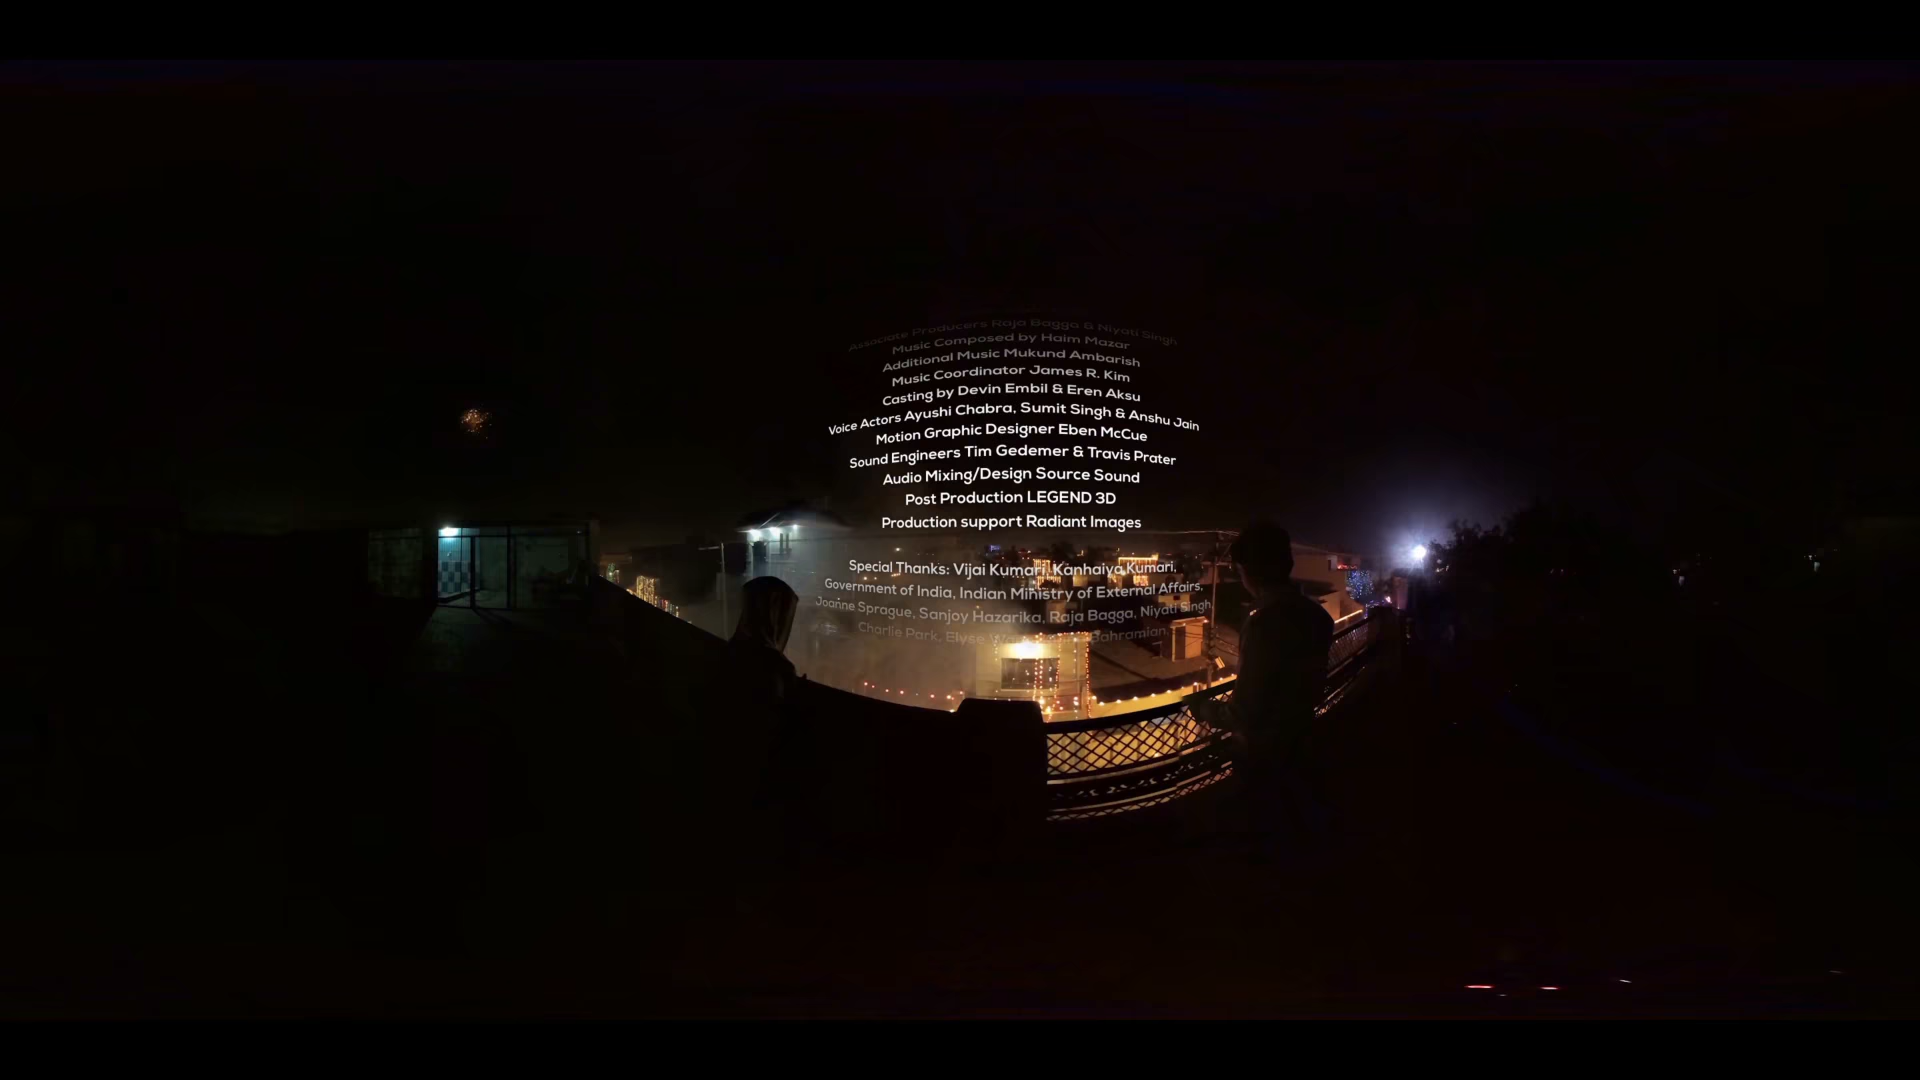 Associate Producers Raja Bagga & Niyati Singh
Music Composed by Haim Mazar
Additional Music Mukund Ambarish
Music Coordinator James R. Kim
Casting by Devin Embil & Eren Aksu
Voice Actors Ayushi Chabra, Sumit Singh & Anshu Jain
Motion Graphic Designer Eben McCue
Sound Engineers Tim Gedemer & Travis Prater
Audio Mixing/Design Source Sound
Post Production LEGEND 3D
Production support Radiant Images
Special Thanks: Vijai Kumari, Kanhaiya Kumari,
Government of India, Indian Ministry of External Affairs,
Joanne Sprague, Sanjoy Hazarika, Raja Bagga, Niyati Singh,
Charlie Park, Elyse Bahramian,